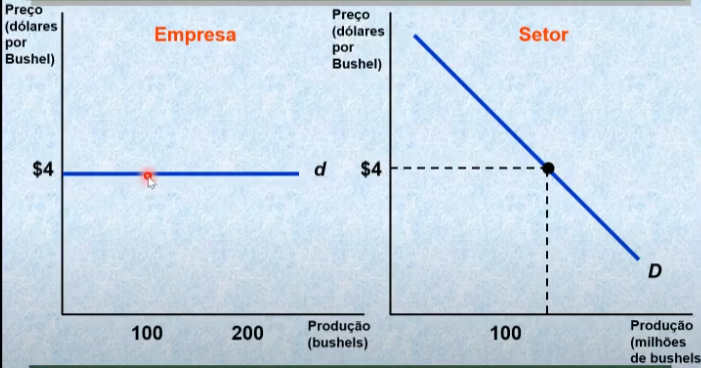 Preço
(dólares
por
Bushel)
Empresa
$4
d
100
200
Produção
(bushels)
Preço
(dólares
por
Bushel)
Setor
$4
D
100
Produção
(milhões
de bushels